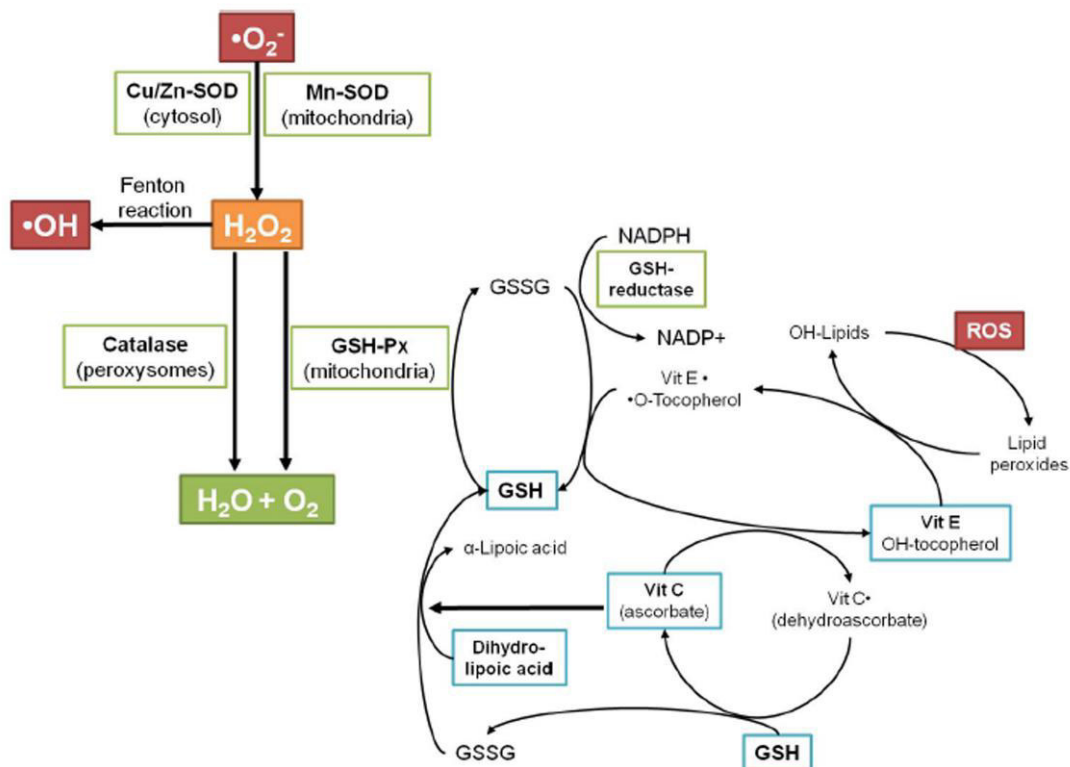 •O₂⁻
Cu/Zn-SOD
(cytosol)
Mn-SOD
(mitochondria)
Fenton
reaction
•OH
H₂O₂
NADPH
GSH-
reductase
GSSG
NADP+
OH-Lipids
ROS
Catalase
(peroxysomes)
GSH-Px
(mitochondria)
Vit E •
•O-Tocopherol
Lipid
peroxides
H₂O + O₂
GSH
Vit E
OH-tocopherol
α-Lipoic acid
Vit C
(ascorbate)
Vit C•
(dehydroascorbate)
Dihydro-
lipoic acid
GSSG
GSH